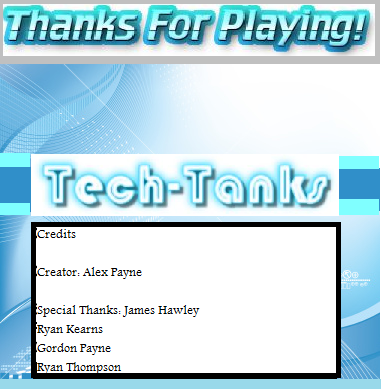 Thanks For Playing!
Tech-Tanks
Credits
Creator: Alex Payne
Special Thanks: James Hawley
Ryan Kearns
Gordon Payne
Ryan Thompson